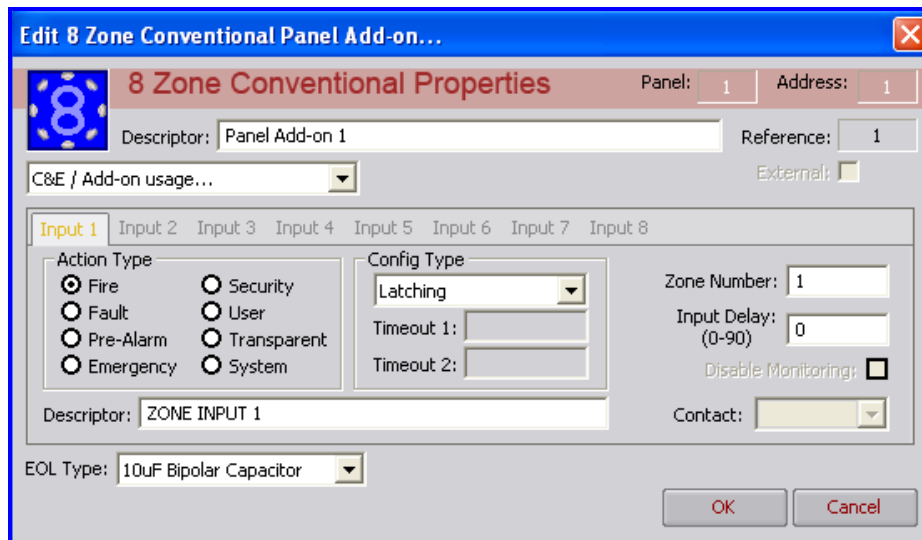 Edit 8 Zone Conventional Panel Add-on...
8 8 Zone Conventional Properties Panel: 1 Address: 1
Descriptor: Panel Add-on 1 Reference: 1
C&E / Add-on usage... External:
Input 1 Input 2 Input 3 Input 4 Input 5 Input 6 Input 7 Input 8
Action Type Config Type
Fire Security Latching Zone Number: 1
Fault User Timeout 1: Input Delay: 0
(0-90)
Pre-Alarm Transparent
Emergency System Timeout 2: Disable Monitoring:
Descriptor: ZONE INPUT 1 Contact:
EOL Type: 10uF Bipolar Capacitor
OK Cancel